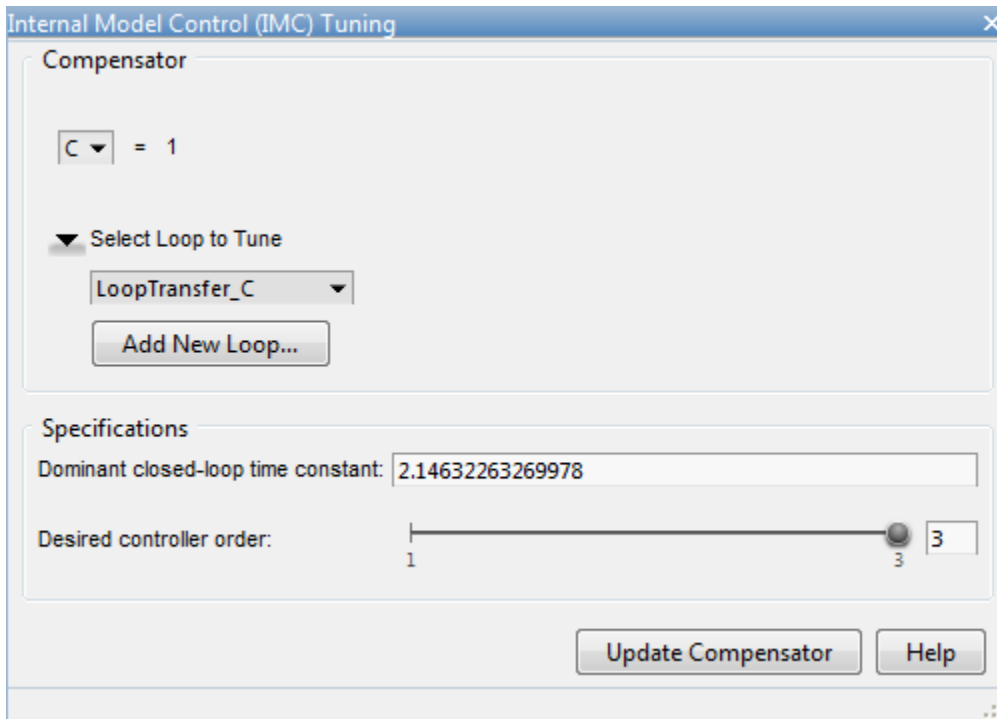 Internal Model Control (IMC) Tuning
Compensator
C = 1
Select Loop to Tune
LoopTransfer_C
Add New Loop...
Specifications
Dominant closed-loop time constant: 2.14632263269978
Desired controller order: 3
1 3
Update Compensator Help